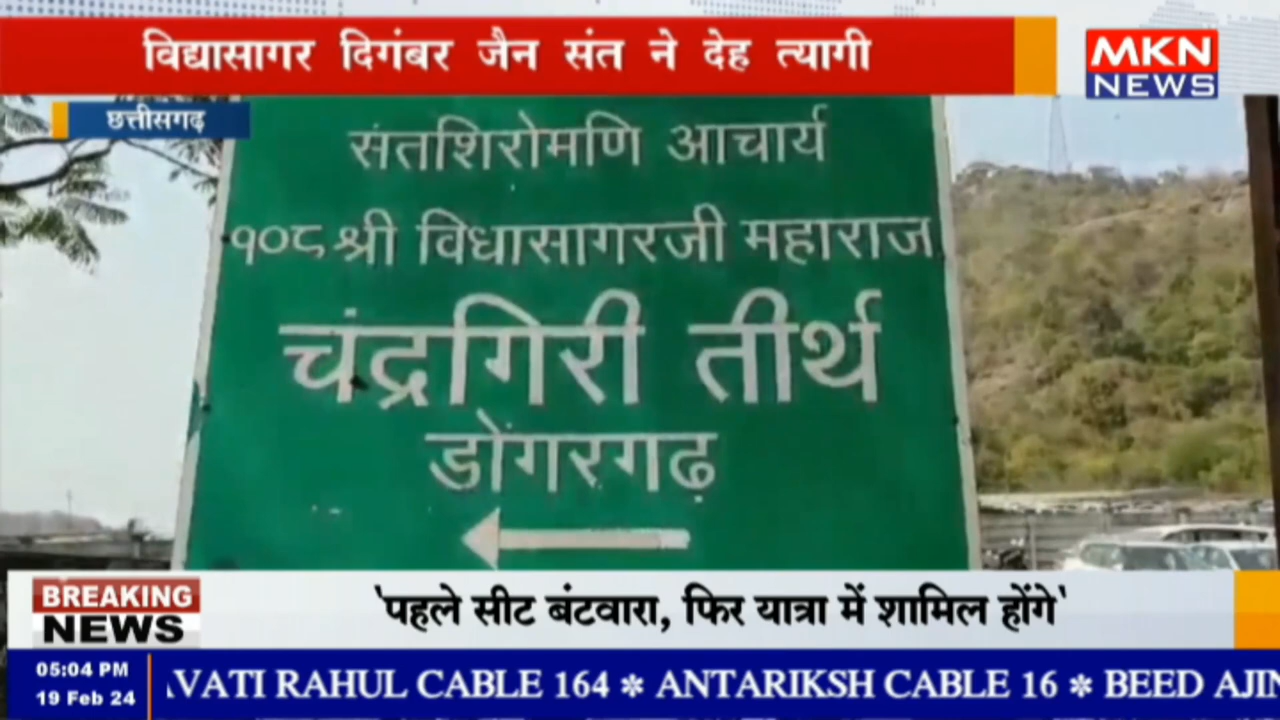 विद्यासागर दिगंबर जैन संत ने देह त्यागी
MKN
NEWS
छत्तीसगढ़
संतशिरोमणि आचार्य
१०८ श्री विधासागरजी महाराज
चंद्रगिरी तीर्थ
डोंगरगढ़
BREAKING
NEWS
'पहले सीट बंटवारा, फिर यात्रा में शामिल होंगे'
05:04 PM
19 Feb 24
VATI RAHUL CABLE 164 * ANTARIKSH CABLE 16 * BEED AJIN